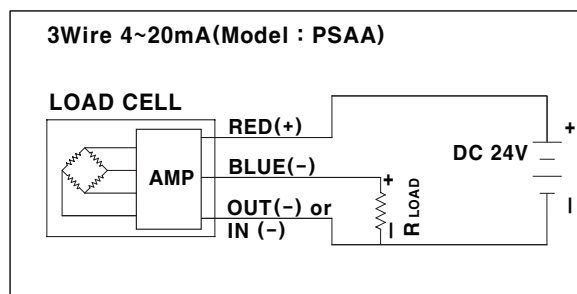 3Wire 4~20mA(Model : PSAA)
LOAD CELL
RED(+)
+
DC 24V
BLUE(-)
AMP
+
OUT(-) or
IN (-)
R LOAD